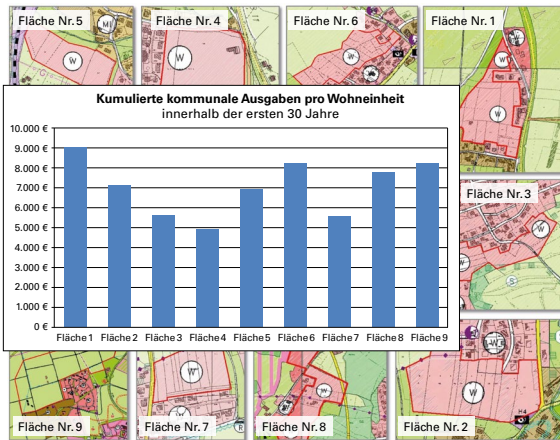 Fläche Nr. 5
Fläche Nr. 4
Fläche Nr. 6
Fläche Nr. 1
M
W
W
W
W
W
Kumulierte kommunale Ausgaben pro Wohneinheit
innerhalb der ersten 30 Jahre
10.000 €
9.000 €
8.000 €
7.000 €
6.000 €
5.000 €
4.000 €
3.000 €
2.000 €
1.000 €
0 €
Fläche 1
Fläche 2
Fläche 3
Fläche 4
Fläche 5
Fläche 6
Fläche 7
Fläche 8
Fläche 9
Fläche Nr. 3
W
W
S
W
W
W
W
W
H4
Fläche Nr. 9
Fläche Nr. 7
Fläche Nr. 8
Fläche Nr. 2